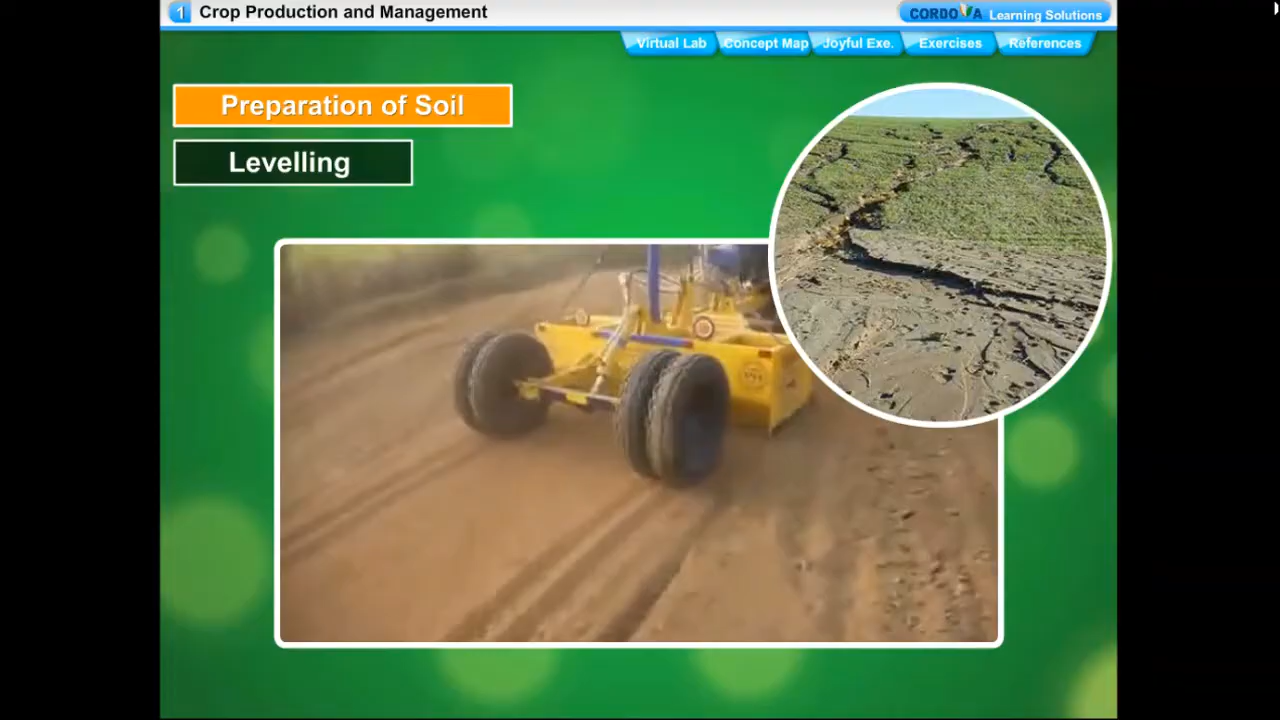 1 Crop Production and Management
CORDOVA Learning Solutions
Virtual Lab Concept Map Joyful Exe. Exercises References
Preparation of Soil
Levelling